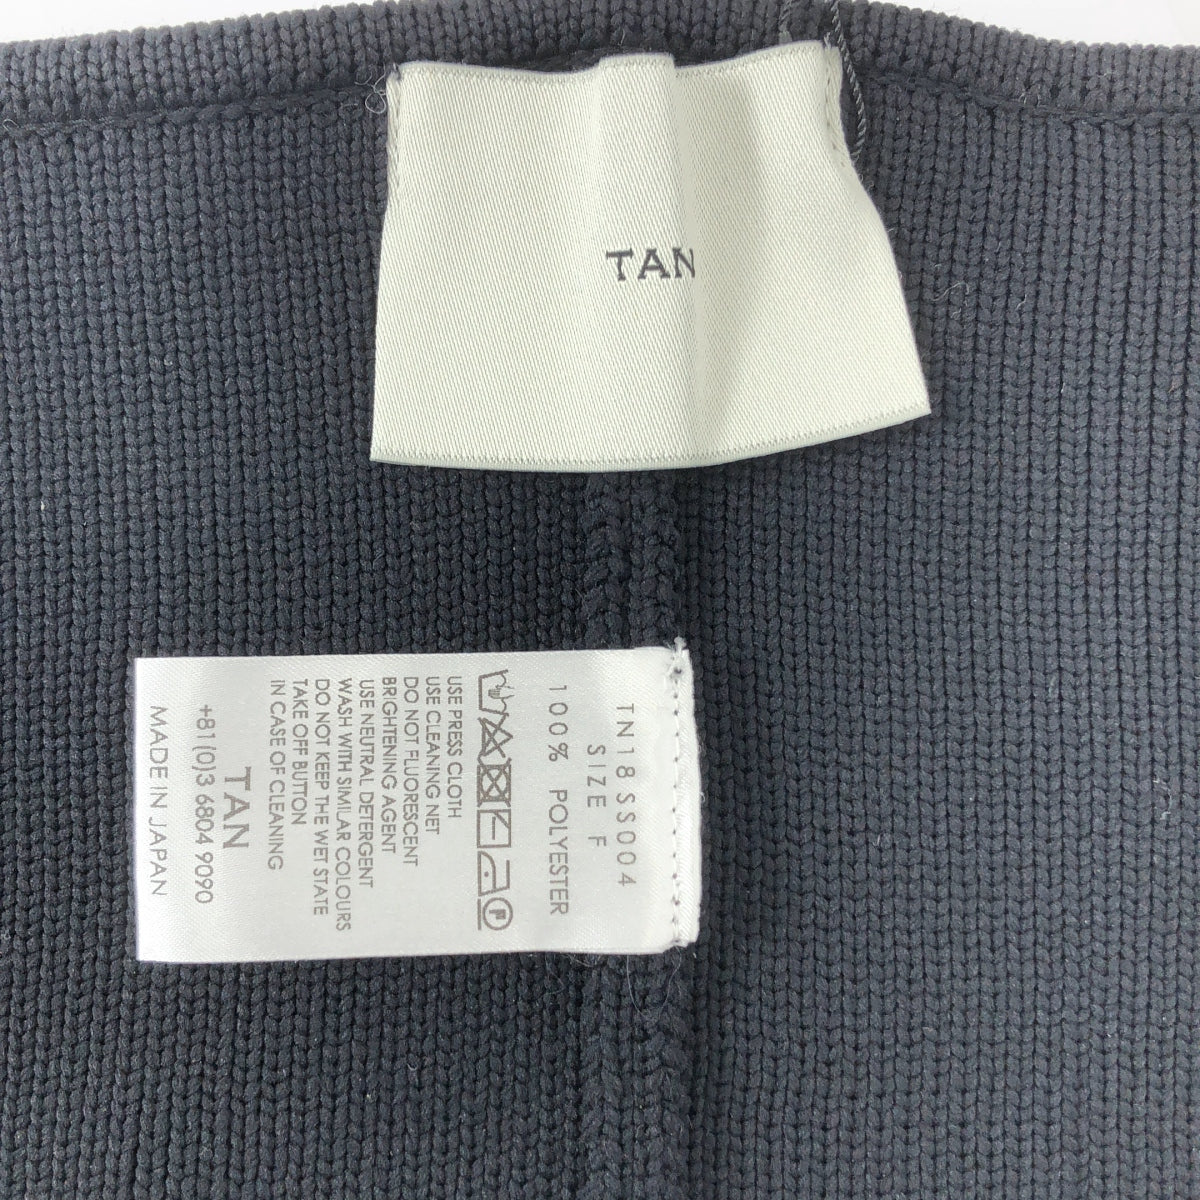 TAN
TN18SS004
SIZE F
100% POLYESTER
USE PRESS CLOTH
USE CLEANING NET
DO NOT FLUORESCENT
BRIGHTENING AGENT
USE NEUTRAL DETERGENT
WASH WITH SIMILAR COLOURS
DO NOT KEEP THE WET STATE
TAKE OFF BUTTON
IN CASE OF CLEANING
TAN
+81 (0)3 6804 9090
MADE IN JAPAN